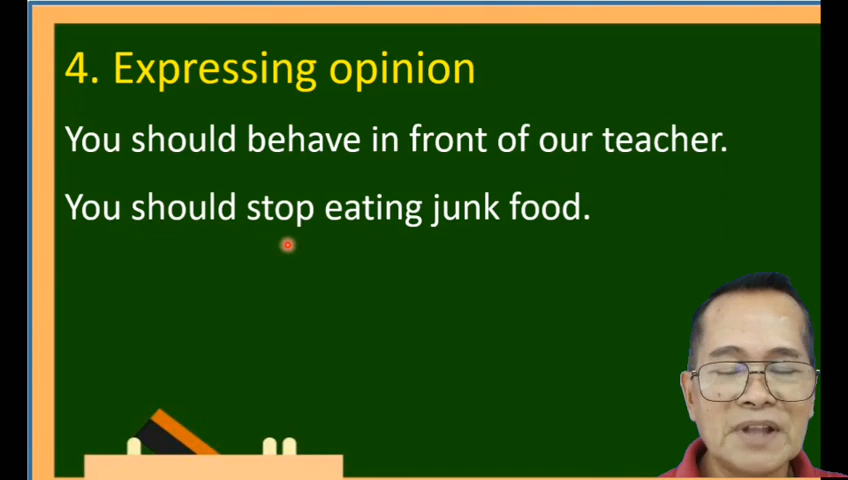 4. Expressing opinion
You should behave in front of our teacher.
You should stop eating junk food.